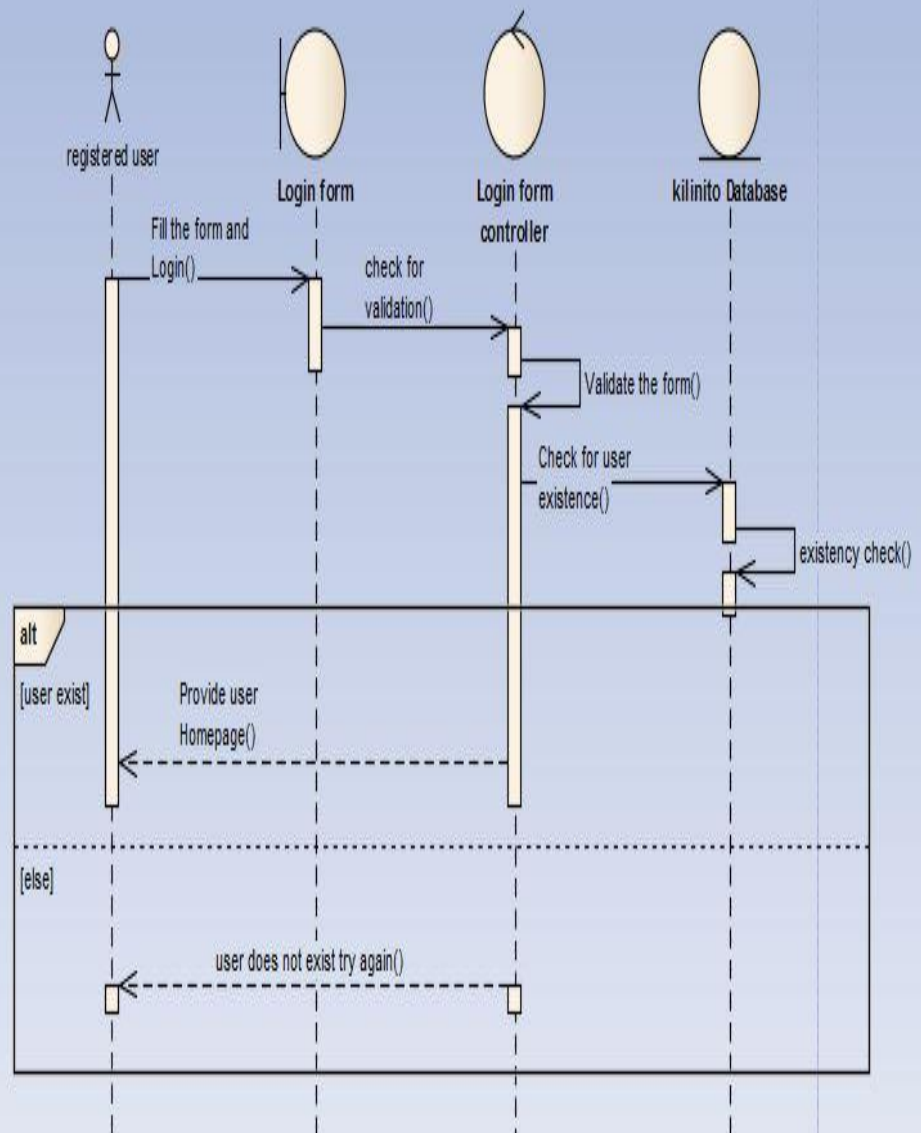 registered user
Login form
Login form
controller
kilinito Database
Fill the form and
Login()
check for
validation()
Validate the form()
Check for user
existence()
existency check()
alt
[user exist]
Provide user
Homepage()
[else]
user does not exist try again()